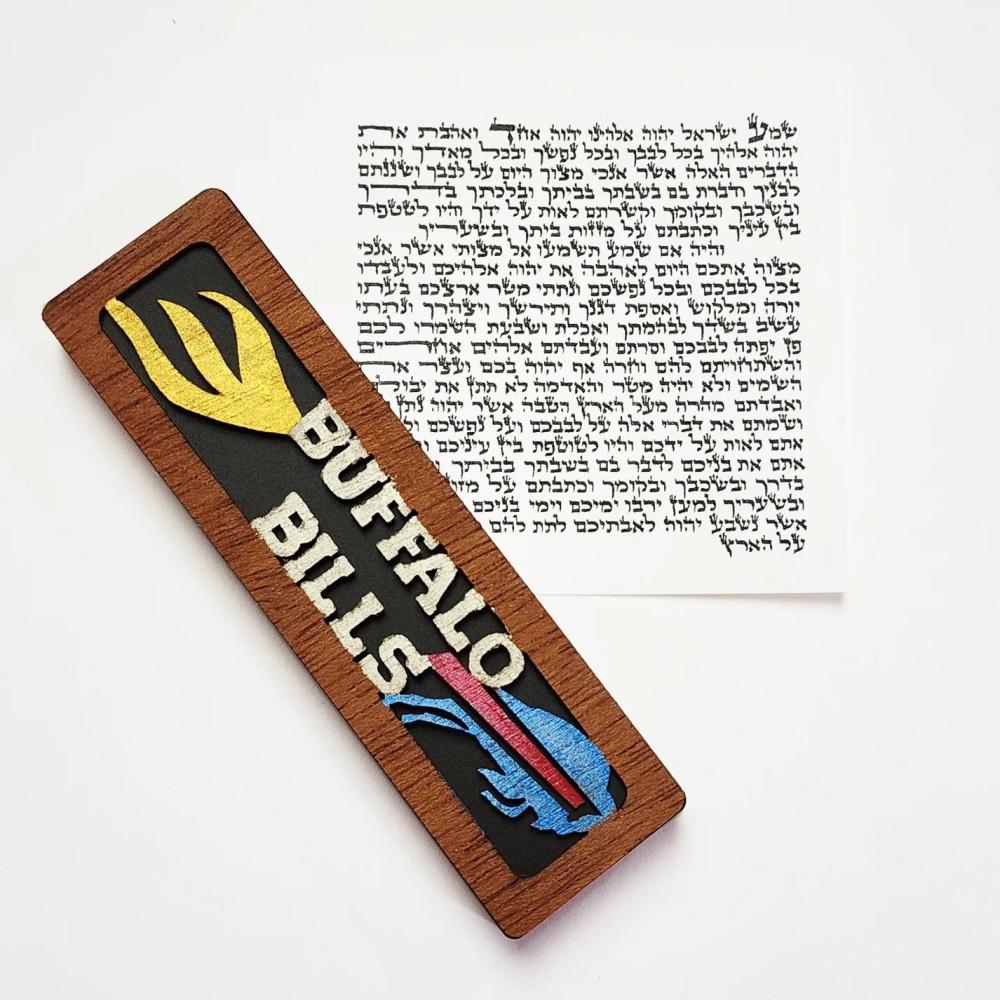 ש
BUFFALO
BILLS
שמע ישראל יהוה אלהינו יהוה אחד ואהבת את
יהוה אלהיך בכל לבבך ובכל נפשך ובכל מאדך והיו
הדברים האלה אשר אנכי מצוך היום על לבבך ושננתם
לבניך ודברת בם בשבתך בביתך ובלכתך בדרך
ובשכבך ובקומך וקשרתם לאות על ידך והיו לטטפת
בין עיניך וכתבתם על מזזות ביתך ובשעריך
והיה אם שמע תשמעו אל מצותי אשר אנכי
מצוה אתכם היום לאהבה את יהוה אלהיכם ולעבדו
בכל לבבכם ובכל נפשכם ונתתי מטר ארצכם בעתו
יורה ומלקוש ואספת דגנך ותירשך ויצהרך ונתתי
עשב בשדך לבהמתך ואכלת ושבעת השמרו לכם
פן יפתה לבבכם וסרתם ועבדתם אלהים אחרים
והשתחויתם להם וחרה אף יהוה בכם ועצר את
השמים ולא יהיה מטר והאדמה לא תתן את יבולה
ואבדתם מהרה מעל הארץ הטבה אשר יהוה נתן
ושמתם את דברי אלה על לבבכם ועל נפשכם
אתם לאות על ידכם והיו לטוטפת בין עיניכם
אתם את בניכם לדבר בם בשבתך בביתך
בדרך ובשכבך ובקומך וכתבתם על
ובשעריך למען ירבו ימיכם וימי בניכם
אשר נשבע יהוה לאבתיכם לתת להם
על הארץ